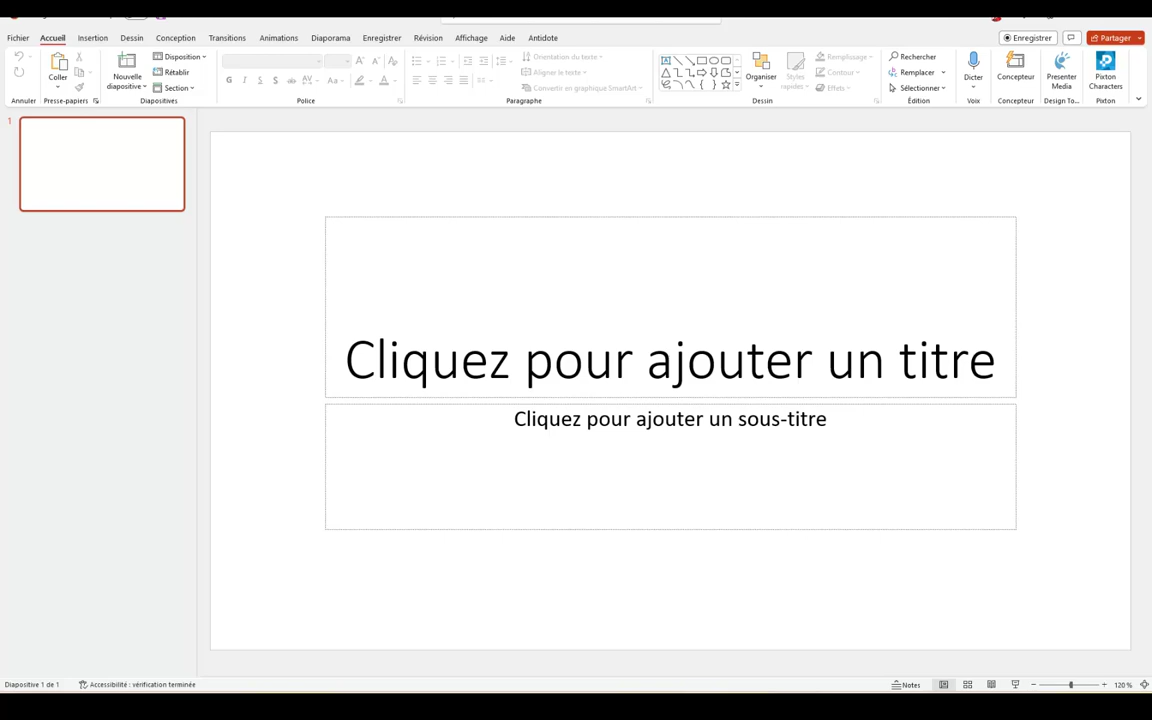 Fichier Accueil Insertion Dessin Conception Transitions Animations Diaporama Enregistrer Affichage Révision Aide Antidote Enregistrer Partager
Coller
Nouvelle diapositive
Disposition
Rétablir
Section
Organiser
Styles rapides
Orientation du texte
Aligner le texte
Convertir en graphique SmartArt
Remplissage
Contour
Effets
Rechercher
Remplacer
Sélectionner
Dicter
Concepteur
Presenter Media
Pixton Characters
Annuler Presse-papiers Diapositives Police Paragraphe Dessin Édition Voix Concepteur Design To... Pixton
1
Cliquez pour ajouter un titre
Cliquez pour ajouter un sous-titre
Diapositive 1 de 1 Accessibilité : vérification terminée Notes 120 %